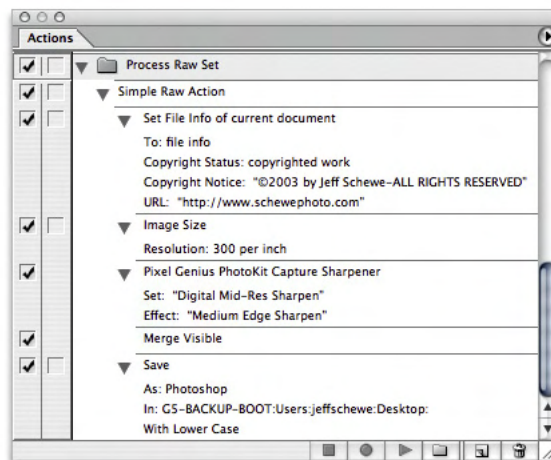 Actions
Process Raw Set
Simple Raw Action
Set File Info of current document
To: file info
Copyright Status: copyrighted work
Copyright Notice: "©2003 by Jeff Schewe-ALL RIGHTS RESERVED"
URL: "http://www.schewephoto.com"
Image Size
Resolution: 300 per inch
Pixel Genius PhotoKit Capture Sharpener
Set: "Digital Mid-Res Sharpen"
Effect: "Medium Edge Sharpen"
Merge Visible
Save
As: Photoshop
In: G5-BACKUP-BOOT:Users:jeffschewe:Desktop:
With Lower Case